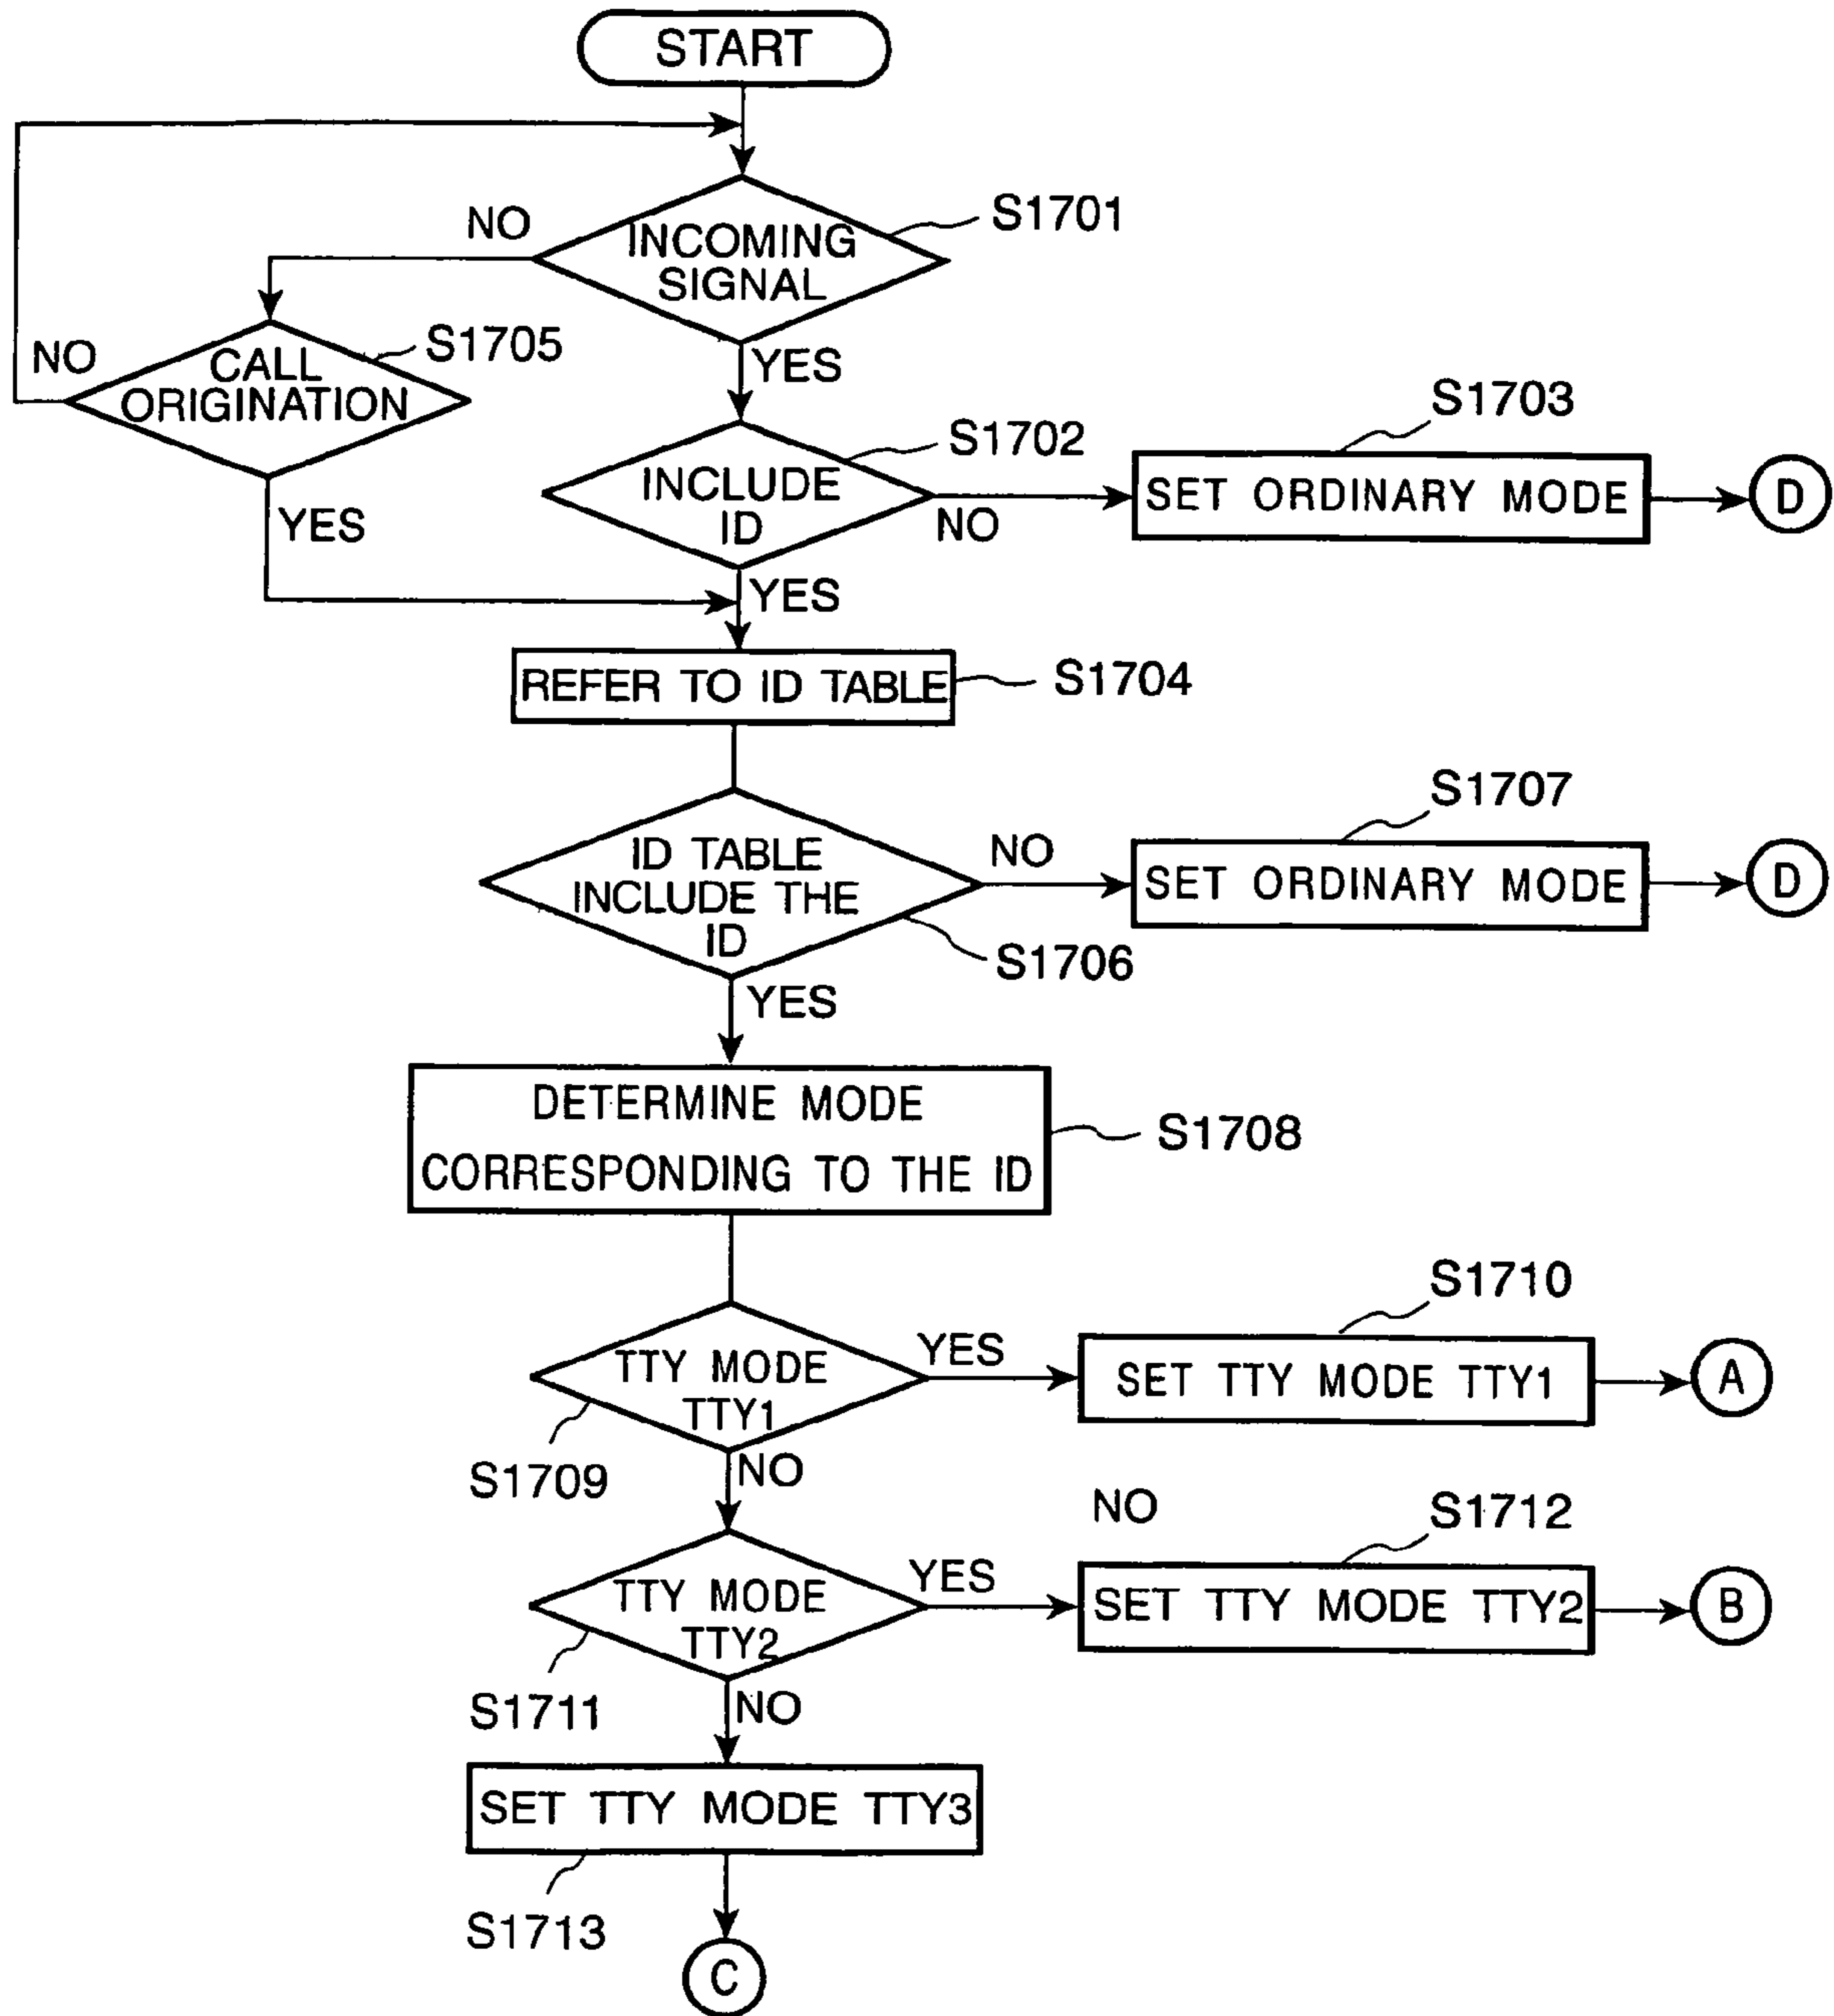 START
NO
INCOMING
SIGNAL
S1701
NO
CALL
ORIGINATION
S1705
YES
S1703
INCLUDE
ID
S1702
NO
SET ORDINARY MODE
D
YES
YES
REFER TO ID TABLE
S1704
S1707
ID TABLE
INCLUDE THE
ID
NO
SET ORDINARY MODE
D
S1706
YES
DETERMINE MODE
CORRESPONDING TO THE ID
S1708
S1710
TTY MODE
TTY1
YES
SET TTY MODE TTY1
A
S1709
NO
NO
S1712
TTY MODE
TTY2
YES
SET TTY MODE TTY2
B
S1711
NO
SET TTY MODE TTY3
S1713
C